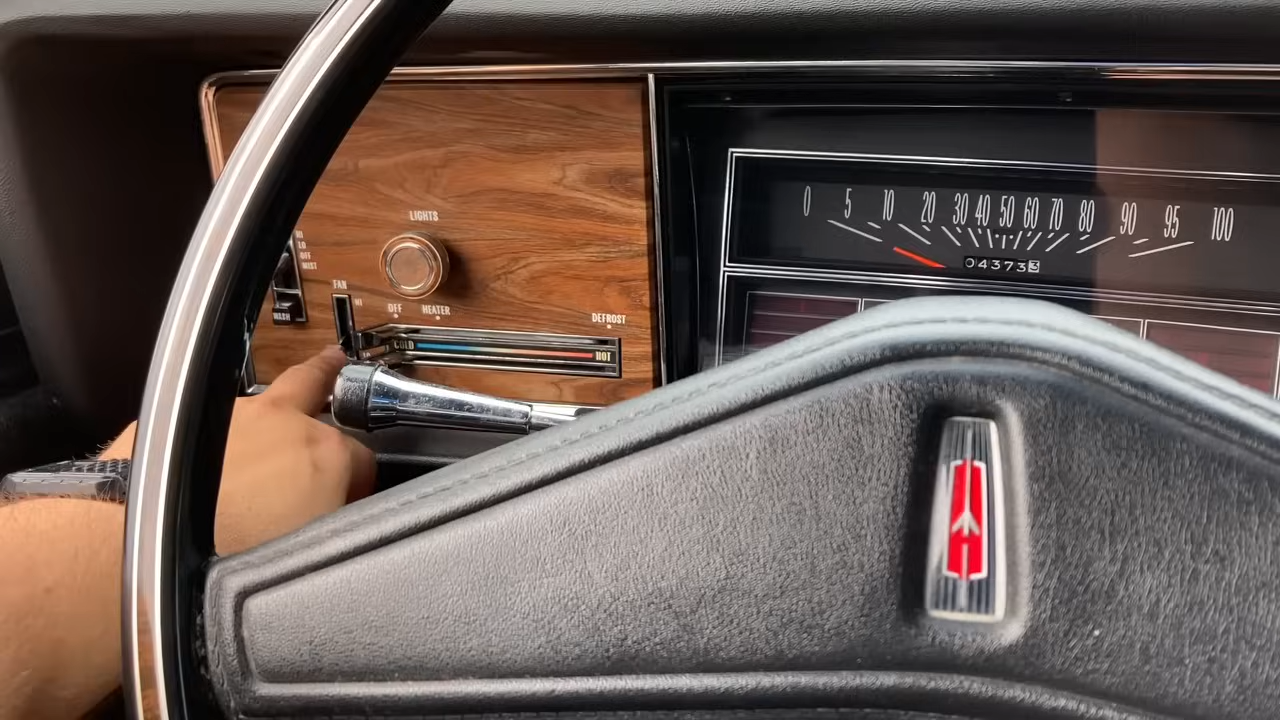 LIGHTS
HI
LO
OFF
MIST
WASH
FAN
HI
OFF HEATER DEFROST
COLD HOT
0 5 10 20 30 40 50 60 70 80 90 95 100
043733